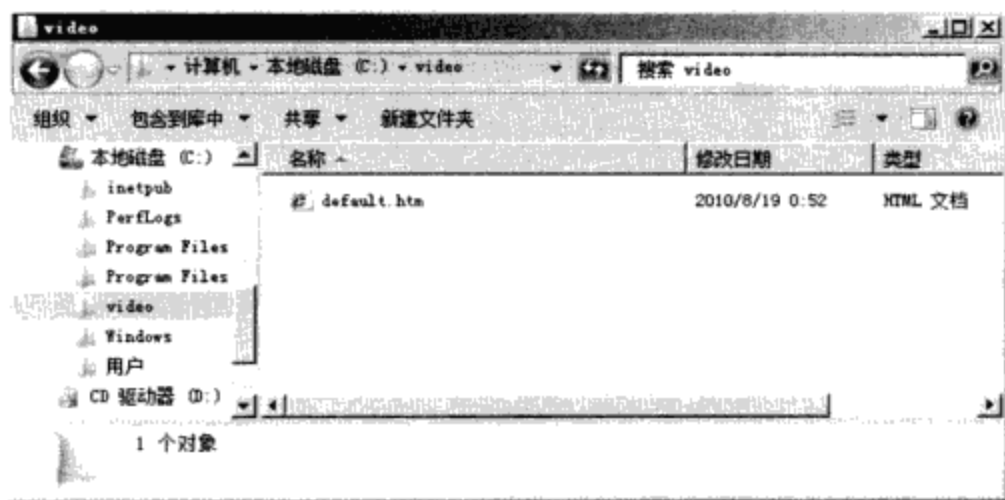 video
计算机 本地磁盘 (C:) video
搜索 video
组织 包含到库中 共享 新建文件夹
本地磁盘 (C:)
名称 修改日期 类型
inetpub
default.htm 2010/8/19 0:52 HTML 文档
PerfLogs
Program Files
Program Files
video
Windows
用户
CD 驱动器 (D:)
1 个对象